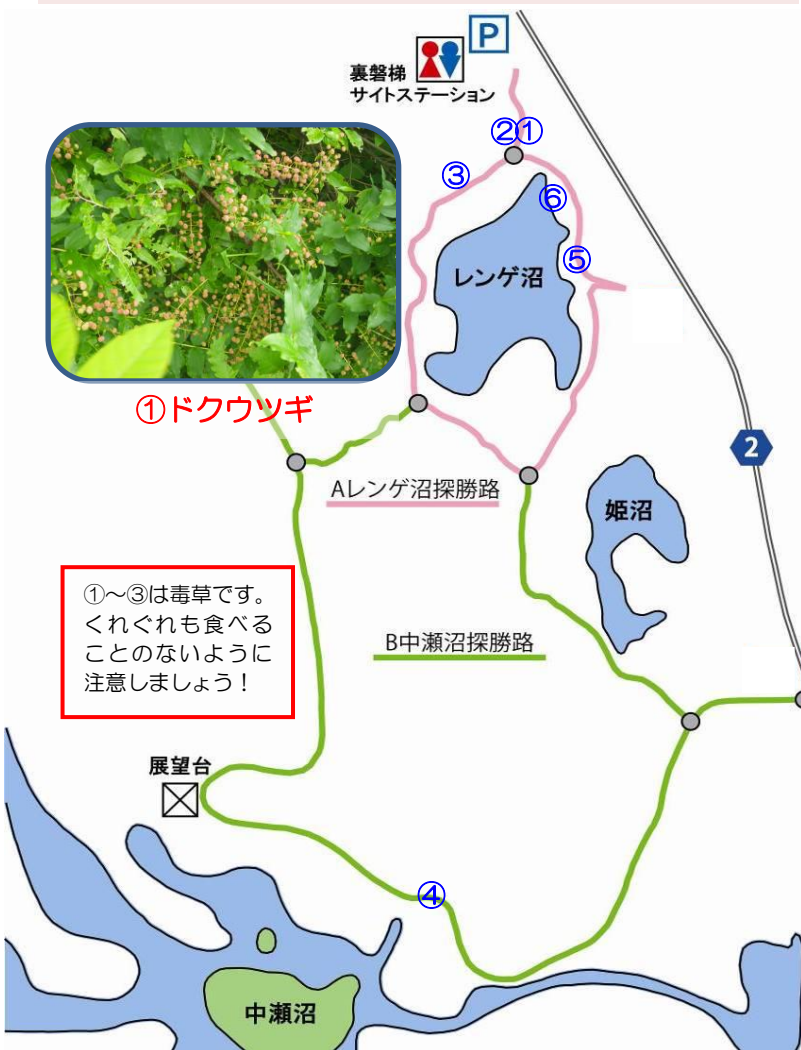 P
裏磐梯
サイトステーション
②①
③
⑥
⑤
レンゲ沼
①ドクウツギ
2
Aレンゲ沼探勝路
姫沼
①～③は毒草です。
くれぐれも食べる
ことのないように
注意しましょう！
B中瀬沼探勝路
展望台
④
中瀬沼